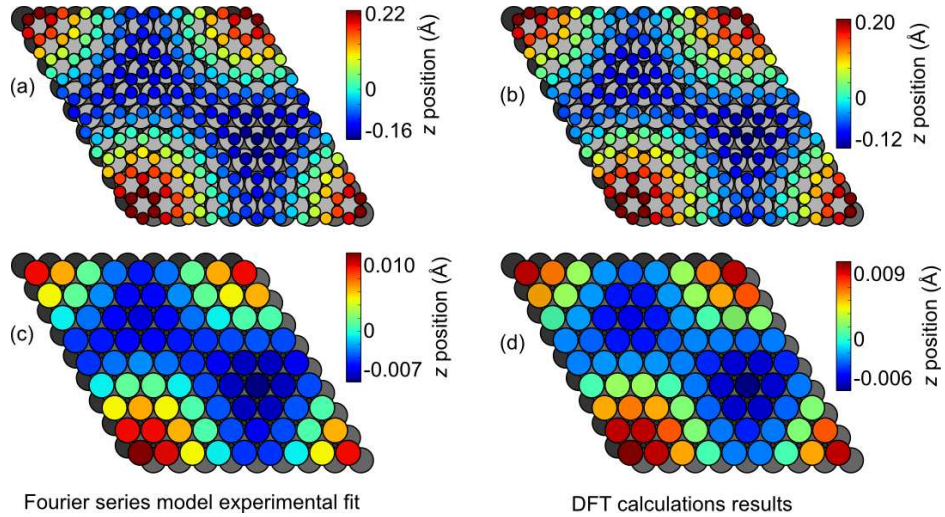 (a)
0.22
0
-0.16
z position (Å)
(b)
0.20
0
-0.12
z position (Å)
(c)
0.010
0
-0.007
z position (Å)
(d)
0.009
0
-0.006
z position (Å)
Fourier series model experimental fit
DFT calculations results